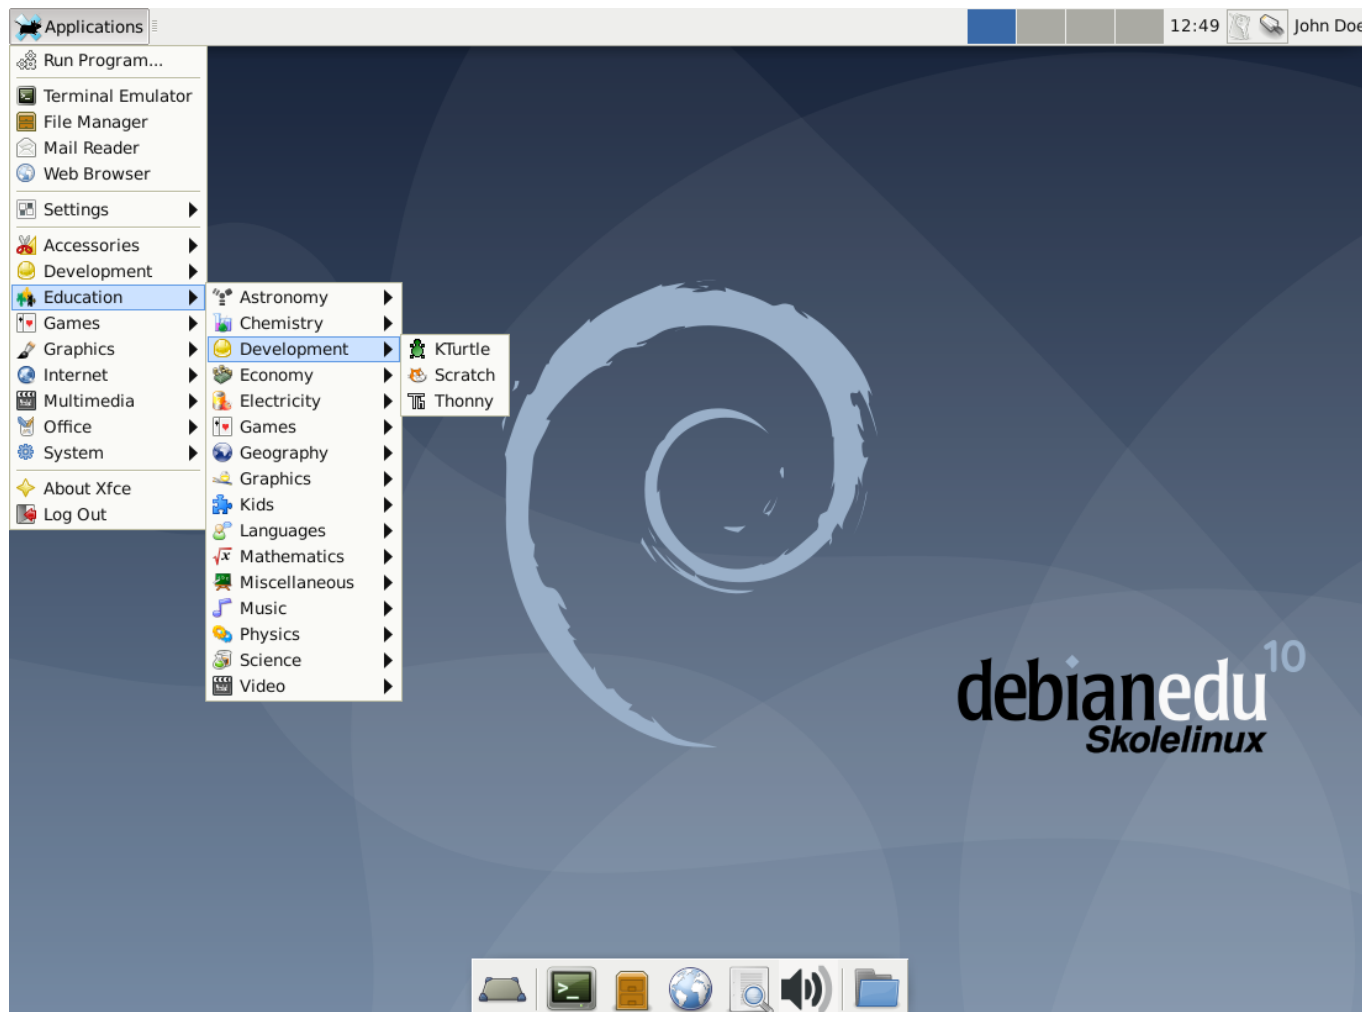 Applications
12:49
John Doe
Run Program...
Terminal Emulator
File Manager
Mail Reader
Web Browser
Settings
Accessories
Development
Education
Games
Graphics
Internet
Multimedia
Office
System
About Xfce
Log Out
Astronomy
Chemistry
Development
Economy
Electricity
Games
Geography
Graphics
Kids
Languages
Mathematics
Miscellaneous
Music
Physics
Science
Video
KTurtle
Scratch
Thonny
debianedu 10
Skolelinux